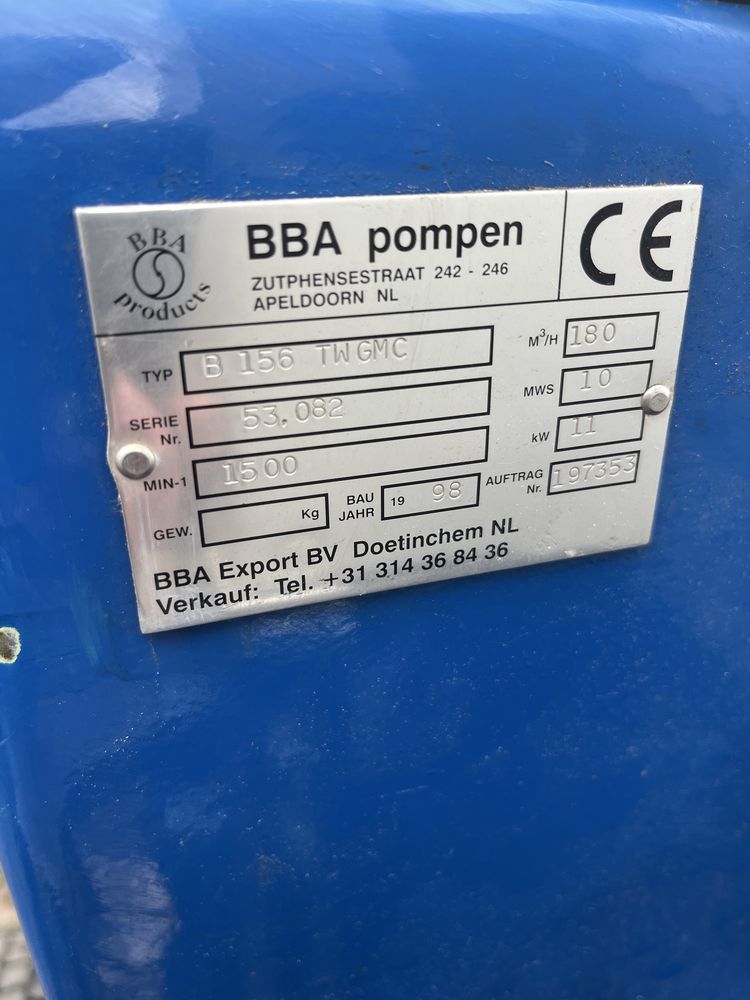 BBA
products
BBA pompen
ZUTPHENSESTRAAT 242 - 246
APELDOORN NL
CE
TYP B 156 TWGMC
M³/H 180
SERIE Nr. 53,082
MWS 10
MIN-1 1500
kW 11
GEW. Kg
BAU JAHR 19 98
AUFTRAG Nr. 197353
BBA Export BV Doetinchem NL
Verkauf: Tel. +31 314 36 84 36